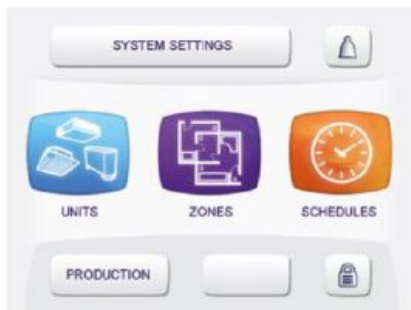 SYSTEM SETTINGS
UNITS
ZONES
SCHEDULES
PRODUCTION